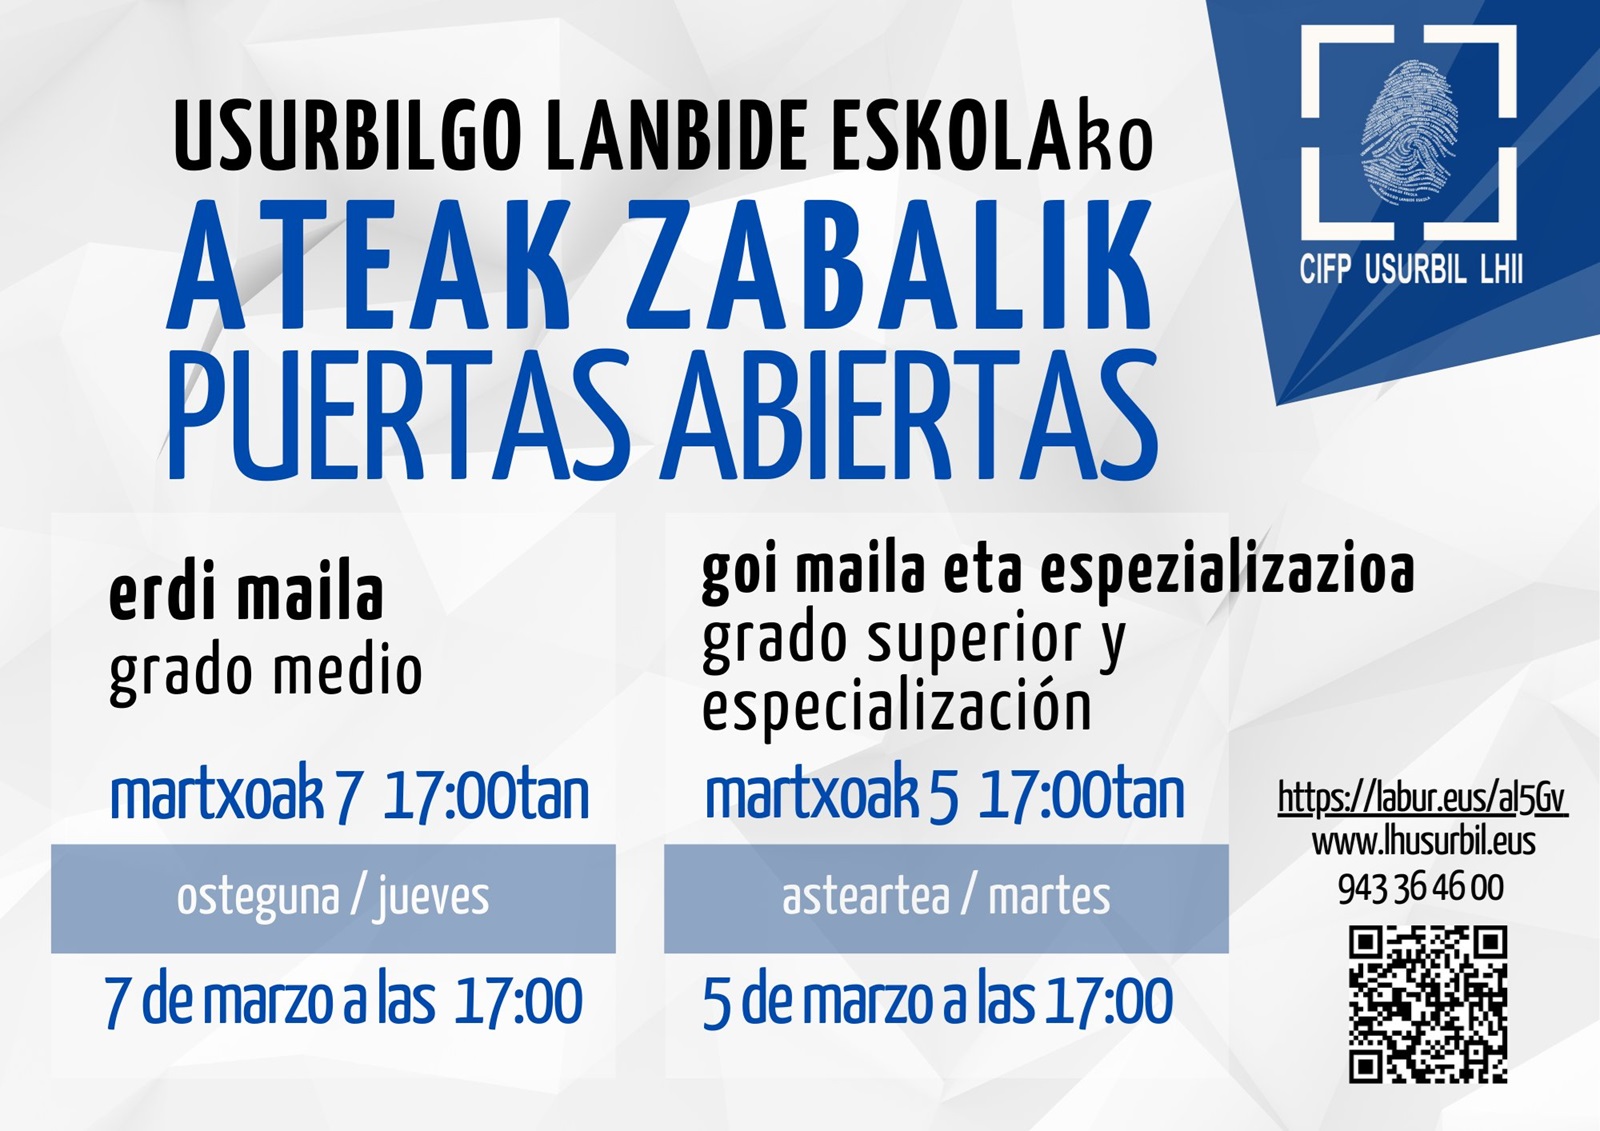 USURBILGO LANBIDE ESKOLAko
ATEAK ZABALIK
PUERTAS ABIERTAS
CIFP USURBIL LHII
erdi maila
grado medio
martxoak 7 17:00tan
osteguna / jueves
7 de marzo a las 17:00
goi maila eta espezializazioa
grado superior y
especialización
martxoak 5 17:00tan
asteartea / martes
5 de marzo a las 17:00
https://labur.eus/al5Gv
www.lhusurbil.eus
943 36 46 00